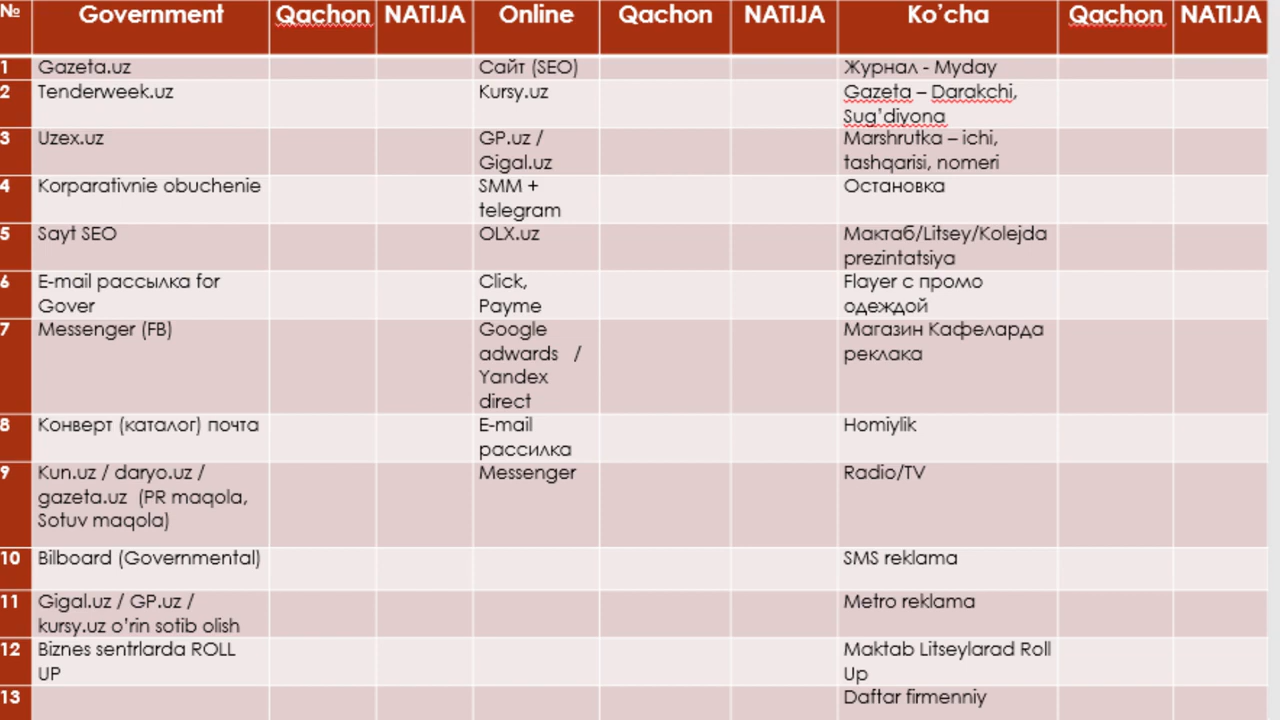 № Government Qachon NATIJA Online Qachon NATIJA Ko’cha Qachon NATIJA
1 Gazeta.uz Сайт (SEO) Журнал - Myday
2 Tenderweek.uz Kursy.uz Gazeta – Darakchi,
Sug’diyona
3 Uzex.uz GP.uz / Marshrutka – ichi,
Gigal.uz tashqarisi, nomeri
4 Korparativnie obuchenie SMM + Остановка
telegram
5 Sayt SEO OLX.uz Мактаб/Litsey/Kolejda
prezintatsiya
6 E-mail рассылка for Click, Flayer с промо
Gover Payme одеждой
7 Messenger (FB) Google Магазин Кафеларда
adwards / реклака
Yandex
direct
8 Конверт (каталог) почта E-mail Homiylik
рассилка
9 Kun.uz / daryo.uz / Messenger Radio/TV
gazeta.uz (PR maqola,
Sotuv maqola)
10 Bilboard (Governmental) SMS reklama
11 Gigal.uz / GP.uz / Metro reklama
kursy.uz o’rin sotib olish
12 Biznes sentrlarda ROLL Maktab Litseylarad Roll
UP Up
13 Daftar firmenniy